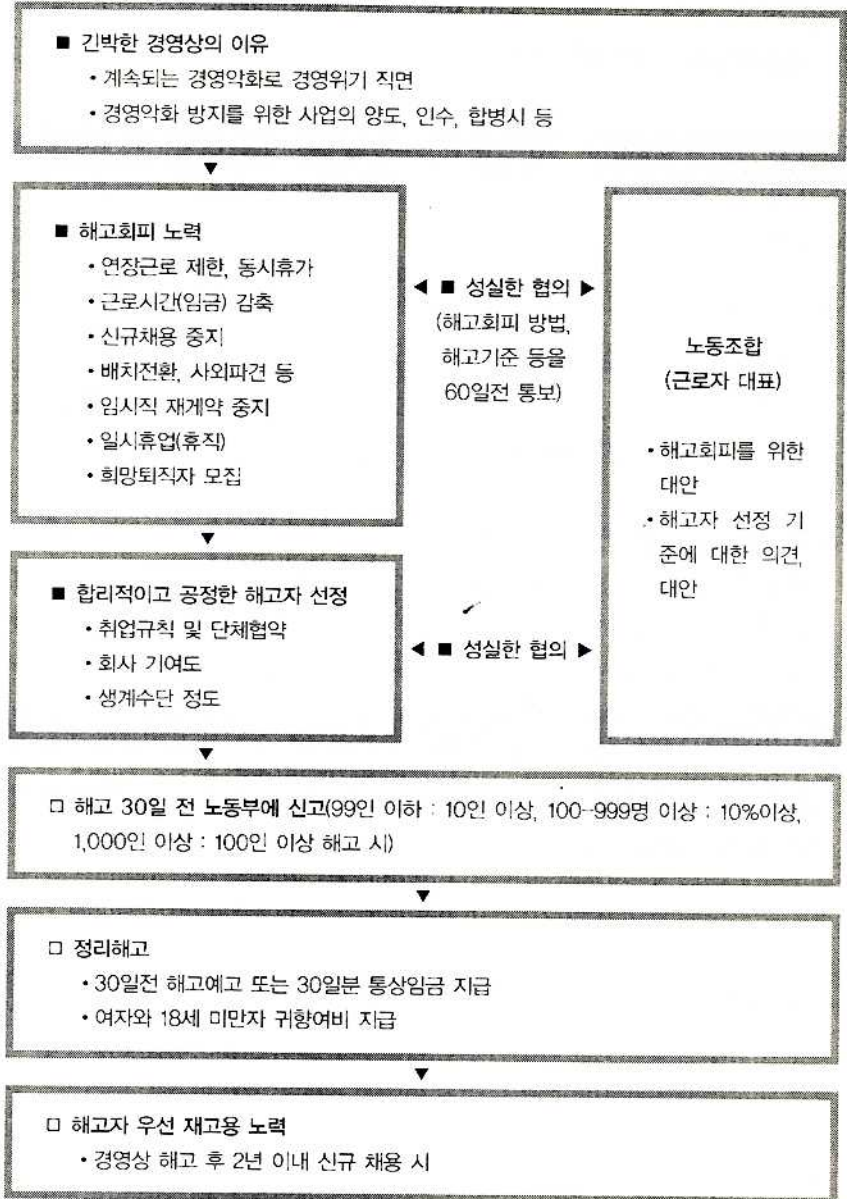 ■ 긴박한 경영상의 이유
• 계속되는 경영악화로 경영위기 직면
• 경영악화 방지를 위한 사업의 양도, 인수, 합병시 등
▼
■ 해고회피 노력
• 연장근로 제한, 동시휴가
• 근로시간(임금) 감축
• 신규채용 중지
• 배치전환, 사외파견 등
• 임시직 재계약 중지
• 일시휴업(휴직)
• 희망퇴직자 모집
◀ ■ 성실한 협의 ▶
(해고회피 방법,
해고기준 등을
60일전 통보)
노동조합
(근로자 대표)
• 해고회피를 위한
대안
• 해고자 선정 기
준에 대한 의견,
대안
▼
■ 합리적이고 공정한 해고자 선정
• 취업규칙 및 단체협약
• 회사 기여도
• 생계수단 정도
◀ ■ 성실한 협의 ▶
▼
□ 해고 30일 전 노동부에 신고(99인 이하 : 10인 이상, 100--999명 이상 : 10%이상,
1,000인 이상 : 100인 이상 해고 시)
▼
□ 정리해고
• 30일전 해고예고 또는 30일분 통상임금 지급
• 여자와 18세 미만자 귀향여비 지급
▼
□ 해고자 우선 재고용 노력
• 경영상 해고 후 2년 이내 신규 채용 시